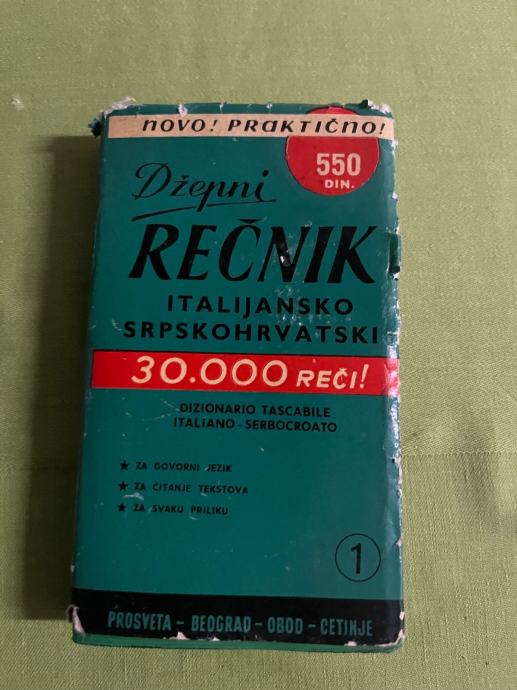 NOVO! PRAKTIČNO!
550
DIN.
Džepni
REČNIK
ITALIJANSKO
SRPSKOHRVATSKI
30.000 REČI!
DIZIONARIO TASCABILE
ITALIANO - SERBOCROATO
★ ZA GOVORNI JEZIK
★ ZA ČITANJE TEKSTOVA
★ ZA SVAKU PRILIKU
1
PROSVETA - BEOGRAD - OBOD - CETINJE